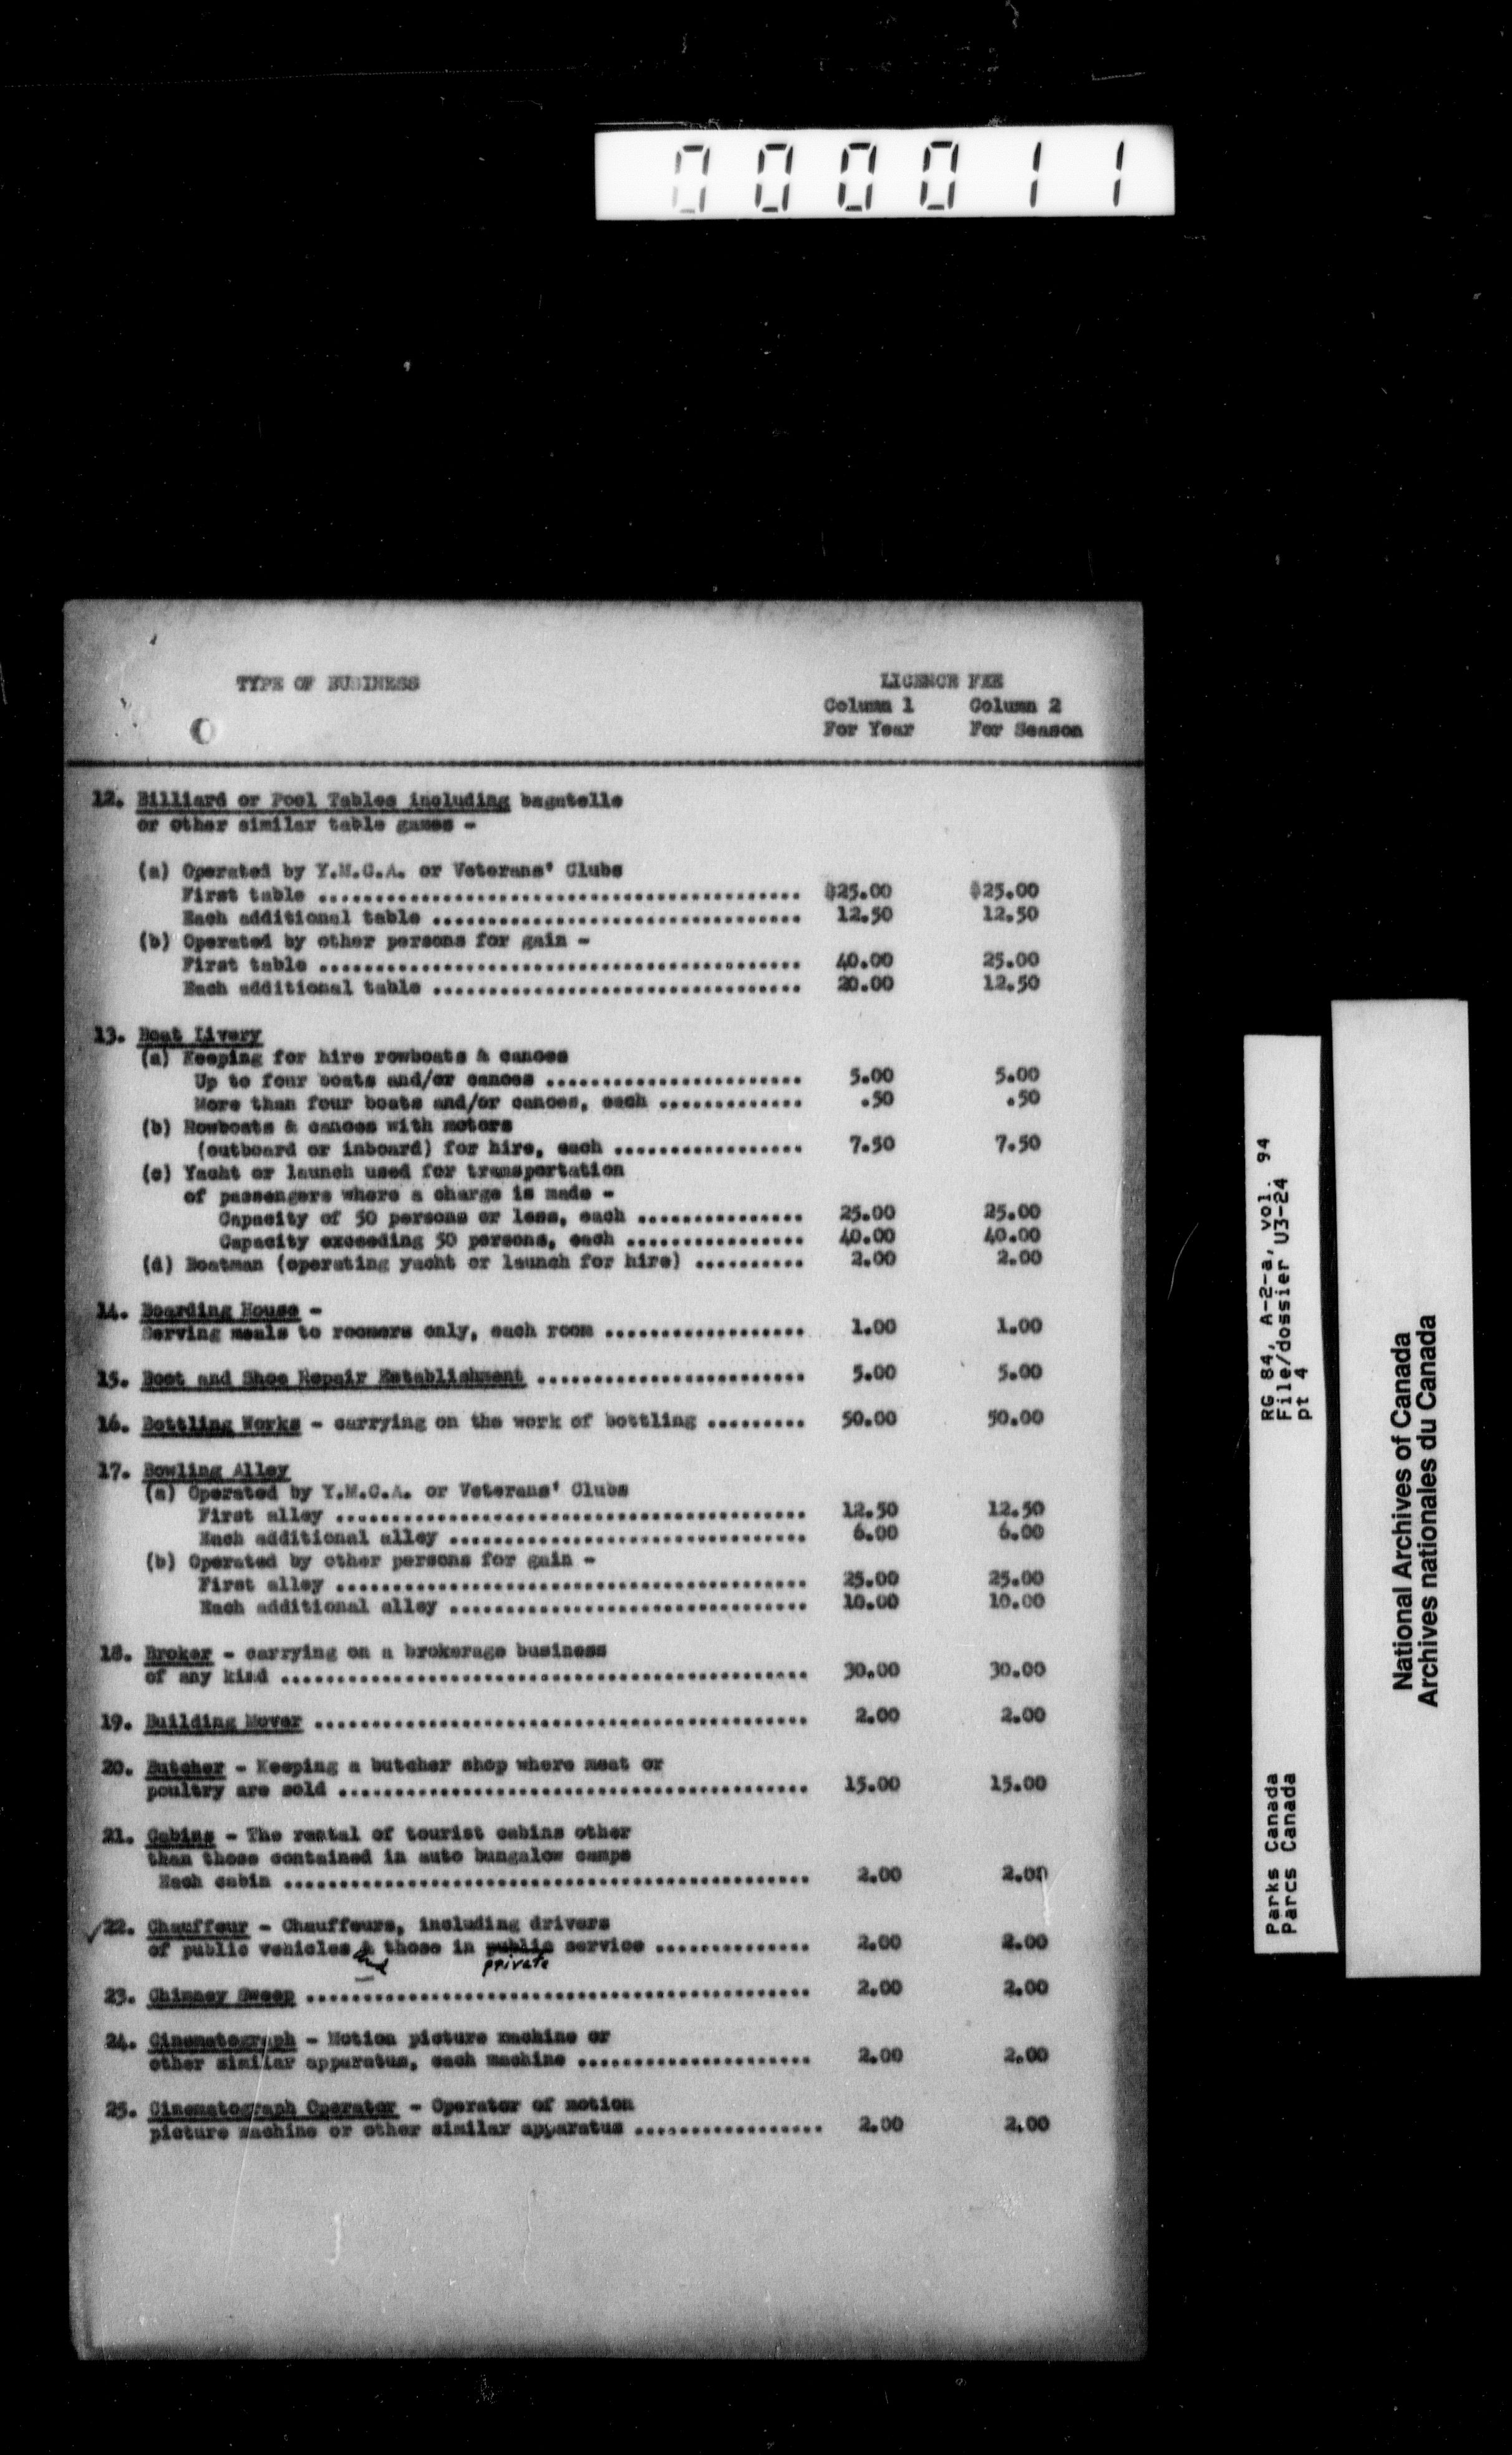 000011
TYPE OF BUSINESS
LICENCE FEE
Column 1 Column 2
For Year For Season
12. Billiard or Pool Tables including bagatelle
or other similar table games -
(a) Operated by Y.M.C.A. or Veterans' Clubs
First table .......................................... $25.00 $25.00
Each additional table ................................ 12.50 12.50
(b) Operated by other persons for gain -
First table .......................................... 40.00 25.00
Each additional table ................................ 20.00 12.50
13. Boat Livery
(a) Keeping for hire rowboats & canoes
Up to four boats and/or canoes ....................... 5.00 5.00
More than four boats and/or canoes, each ............. .50 .50
(b) Rowboats & canoes with motors
(outboard or inboard) for hire, each ................. 7.50 7.50
(c) Yacht or launch used for transportation
of passengers where a charge is made -
Capacity of 50 persons or less, each ............... 25.00 25.00
Capacity exceeding 50 persons, each ................ 40.00 40.00
(d) Boatman (operating yacht or launch for hire) .......... 2.00 2.00
14. Boarding House -
Serving meals to roomers only, each room .................. 1.00 1.00
15. Boot and Shoe Repair Establishment ........................ 5.00 5.00
16. Bottling Works - carrying on the work of bottling ......... 50.00 50.00
17. Bowling Alley
(a) Operated by Y.M.C.A. or Veterans' Clubs
First alley .......................................... 12.50 12.50
Each additional alley ................................ 6.00 6.00
(b) Operated by other persons for gain -
First alley .......................................... 25.00 25.00
Each additional alley ................................ 10.00 10.00
18. Broker - carrying on a brokerage business
of any kind ............................................... 30.00 30.00
19. Building Mover ............................................ 2.00 2.00
20. Butcher - Keeping a butcher shop where meat or
poultry are sold .......................................... 15.00 15.00
21. Cabins - The rental of tourist cabins other
than those contained in auto bungalow camps
Each cabin ............................................... 2.00 2.00
22. Chauffeur - Chauffeurs, including drivers
of public vehicles & those in public service .............. 2.00 2.00
and private
23. Chimney Sweep ............................................. 2.00 2.00
24. Cinematograph - Motion picture machine or
other similar apparatus, each machine ..................... 2.00 2.00
25. Cinematograph Operator - Operator of motion
picture machine or other similar apparatus ................. 2.00 2.00
RG 84, A-2-a, vol. 94
File/dossier U3-24
pt 4
Parks Canada
Parcs Canada
National Archives of Canada
Archives nationales du Canada